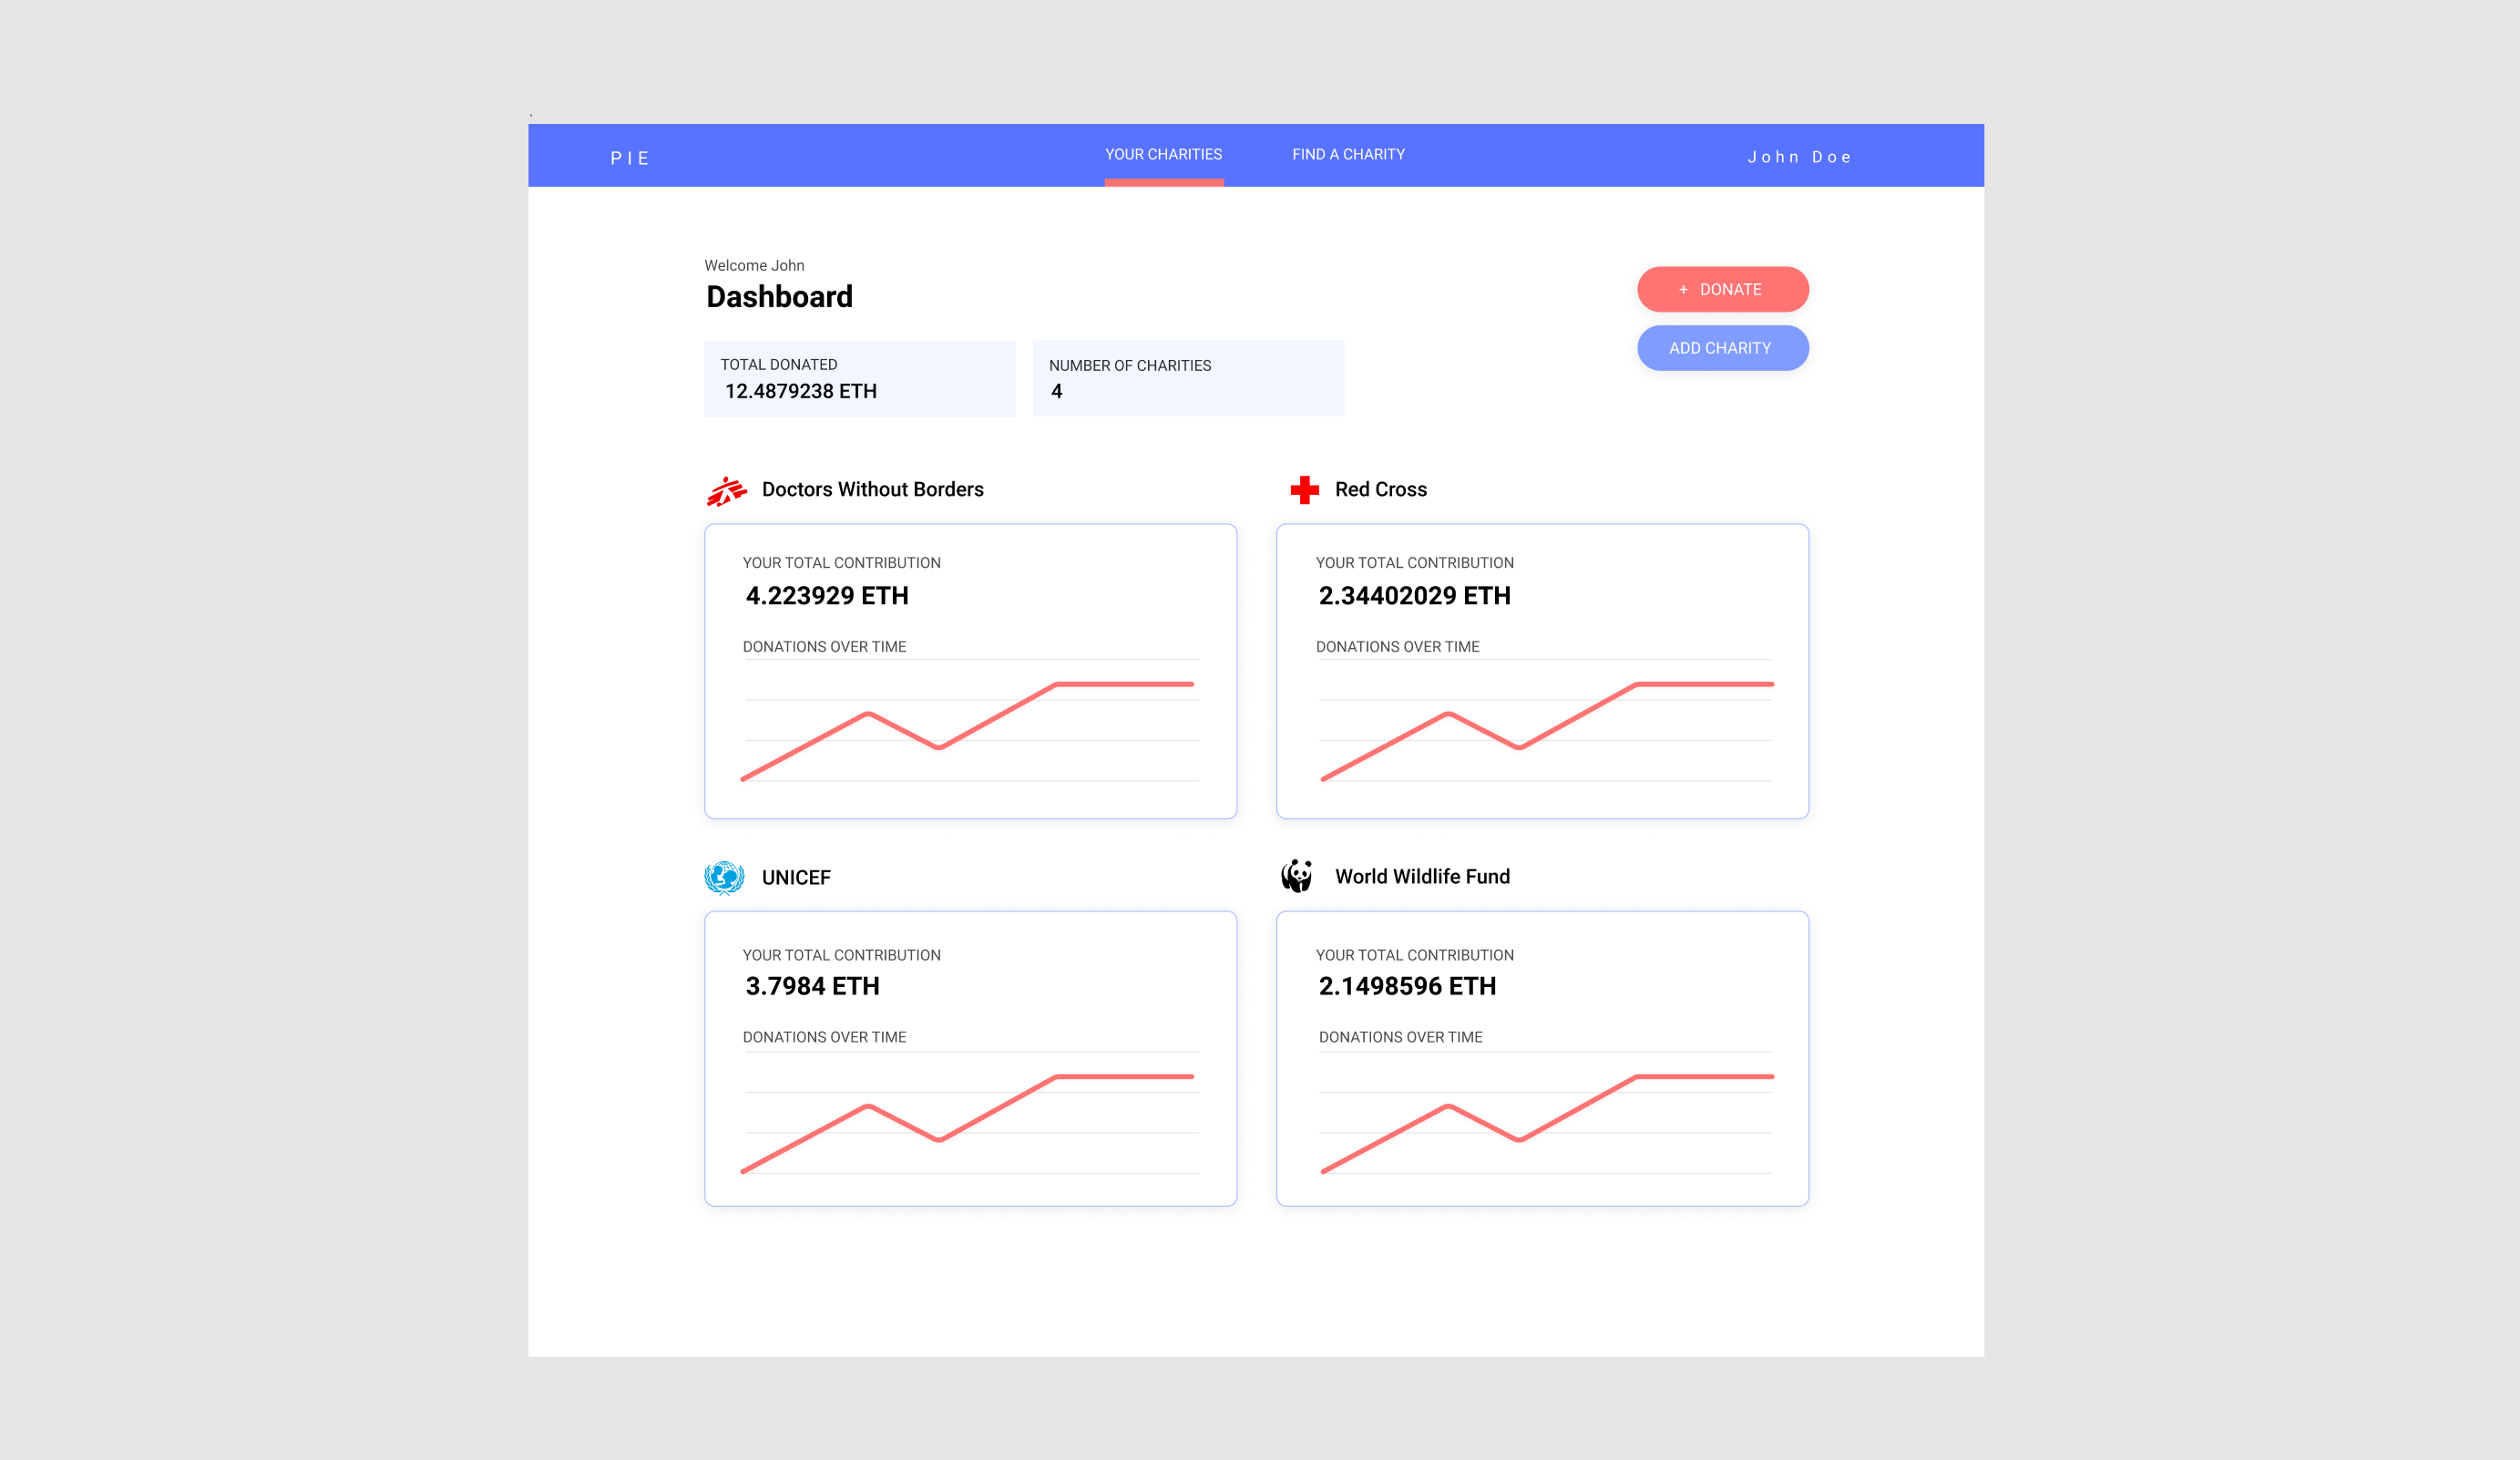 PIE
YOUR CHARITIES
FIND A CHARITY
John Doe
Welcome John
Dashboard
+ DONATE
ADD CHARITY
TOTAL DONATED
12.4879238 ETH
NUMBER OF CHARITIES
4
Doctors Without Borders
YOUR TOTAL CONTRIBUTION
4.223929 ETH
DONATIONS OVER TIME
Red Cross
YOUR TOTAL CONTRIBUTION
2.34402029 ETH
DONATIONS OVER TIME
UNICEF
YOUR TOTAL CONTRIBUTION
3.7984 ETH
DONATIONS OVER TIME
World Wildlife Fund
YOUR TOTAL CONTRIBUTION
2.1498596 ETH
DONATIONS OVER TIME